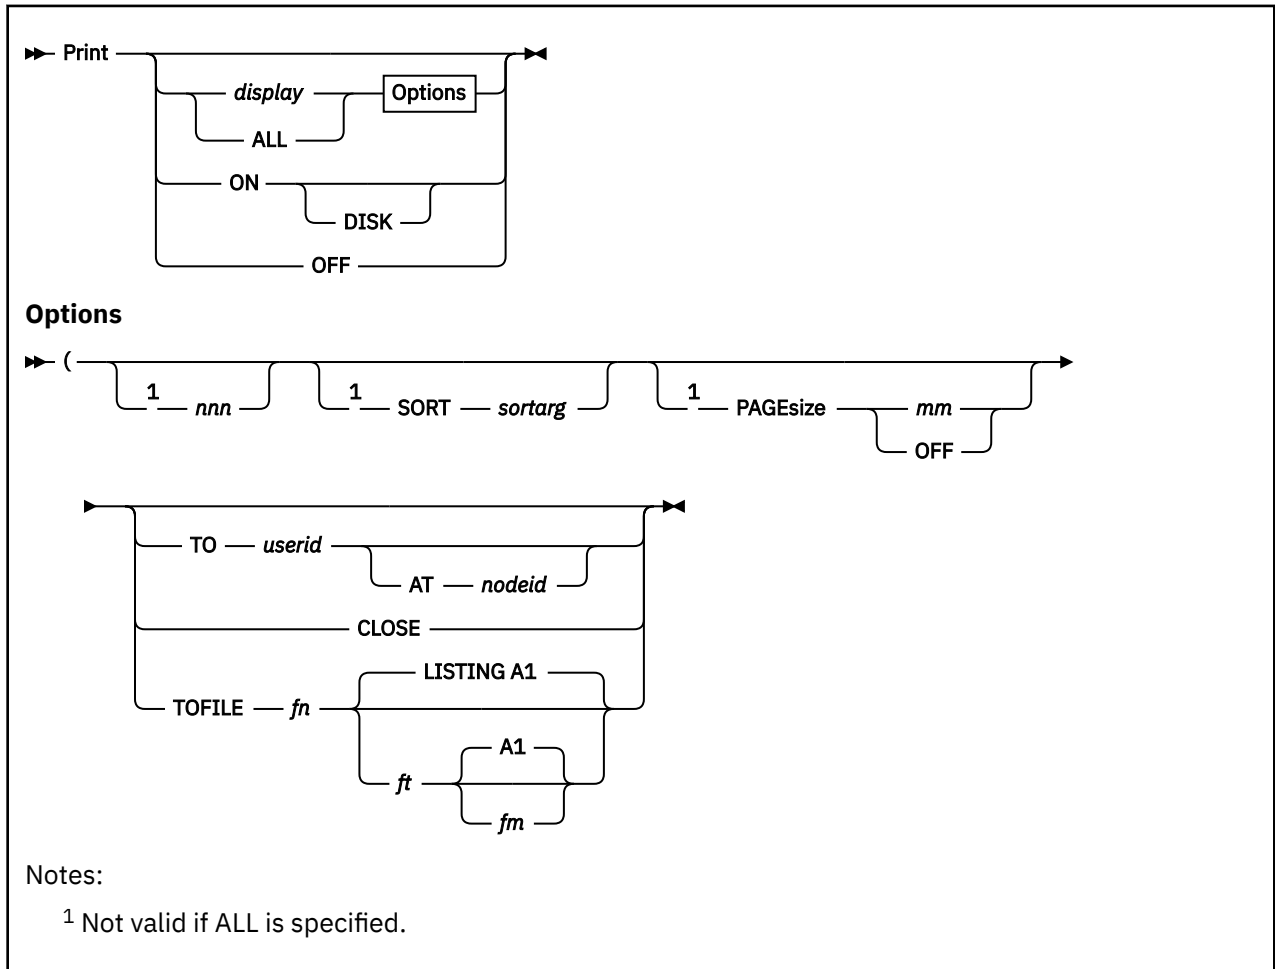 Print
display Options
ALL
ON
DISK
OFF
Options
(
1 nnn 1 SORT sortarg 1 PAGEsize mm
OFF
TO userid
AT nodeid
CLOSE
LISTING A1
TOFILE fn
A1
ft
fm
Notes:
1 Not valid if ALL is specified.